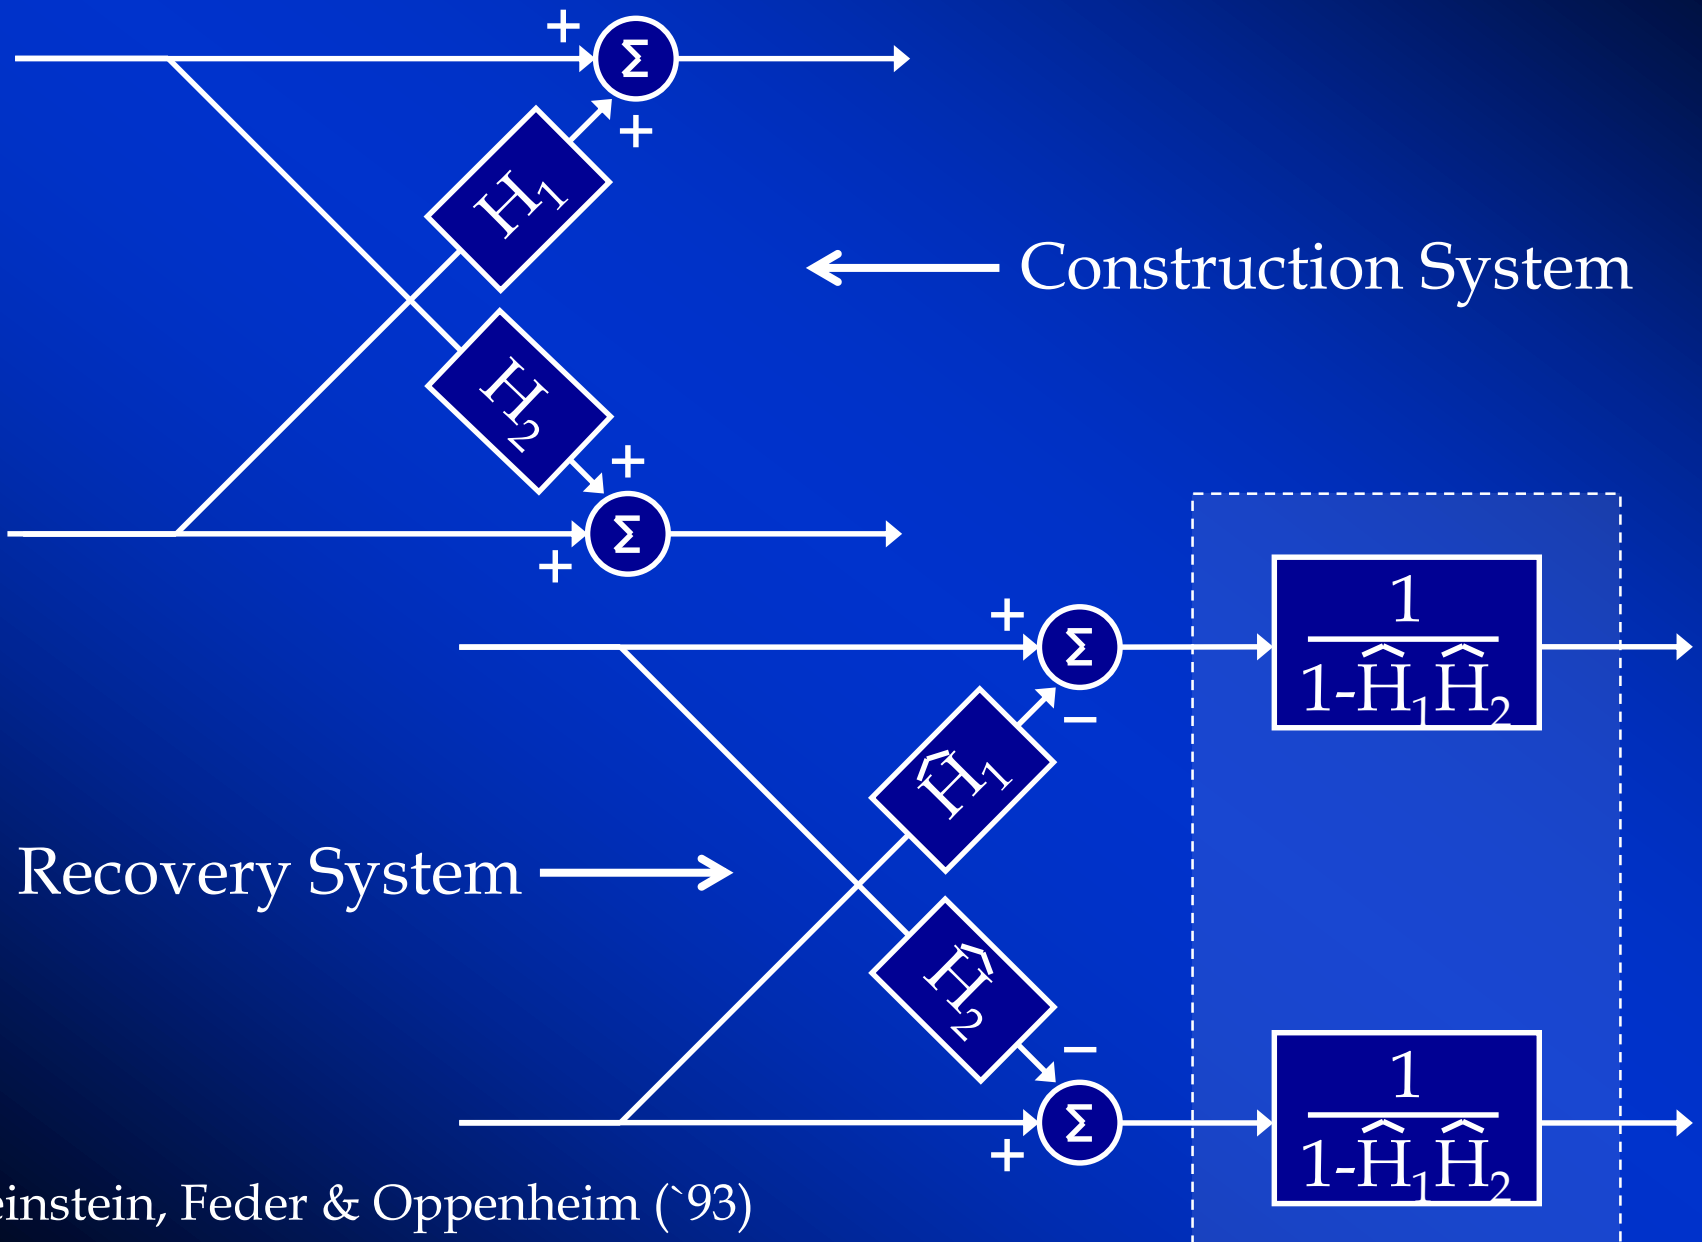 +
Σ
+
H₁
Construction System
H₂
+
Σ
+
+
Σ
−
1
1-Ĥ₁Ĥ₂
Ĥ₁
Recovery System
Ĥ₂
−
Σ
+
1
1-Ĥ₁Ĥ₂
einstein, Feder & Oppenheim (`93)